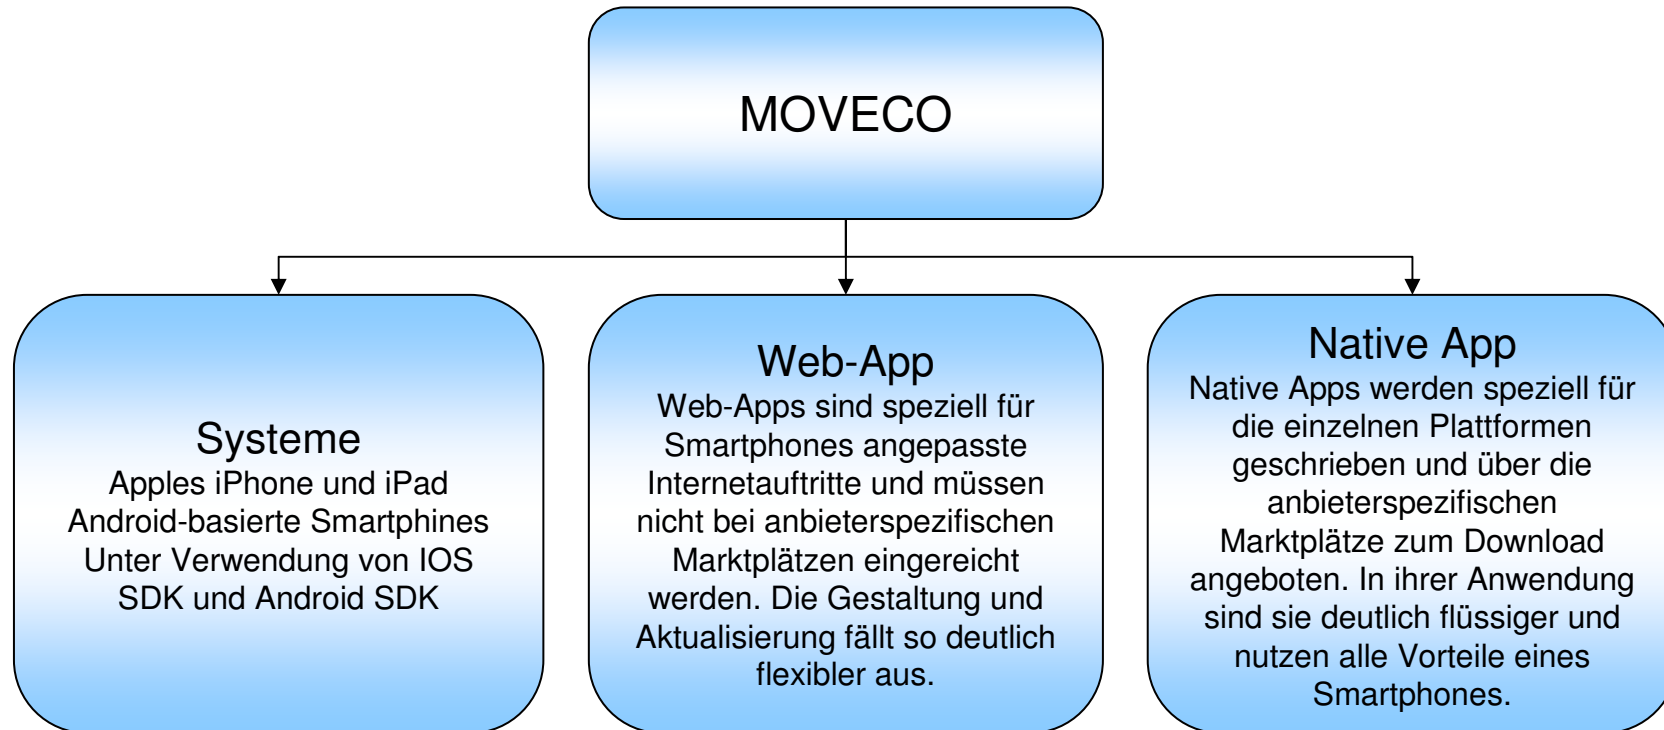 MOVECO
Systeme
Apples iPhone und iPad
Android-basierte Smartphines
Unter Verwendung von IOS
SDK und Android SDK
Web-App
Web-Apps sind speziell für
Smartphones angepasste
Internetauftritte und müssen
nicht bei anbieterspezifischen
Marktplätzen eingereicht
werden. Die Gestaltung und
Aktualisierung fällt so deutlich
flexibler aus.
Native App
Native Apps werden speziell für
die einzelnen Plattformen
geschrieben und über die
anbieterspezifischen
Marktplätze zum Download
angeboten. In ihrer Anwendung
sind sie deutlich flüssiger und
nutzen alle Vorteile eines
Smartphones.